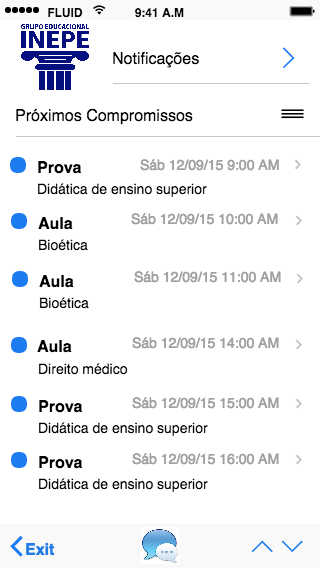 FLUID 9:41 A.M
GRUPO EDUCACIONAL
INEPE
Notificações
Próximos Compromissos
Prova Sáb 12/09/15 9:00 AM
Didática de ensino superior
Aula Sáb 12/09/15 10:00 AM
Bioética
Aula Sáb 12/09/15 11:00 AM
Bioética
Aula Sáb 12/09/15 14:00 AM
Direito médico
Prova Sáb 12/09/15 15:00 AM
Didática de ensino superior
Prova Sáb 12/09/15 16:00 AM
Didática de ensino superior
Exit